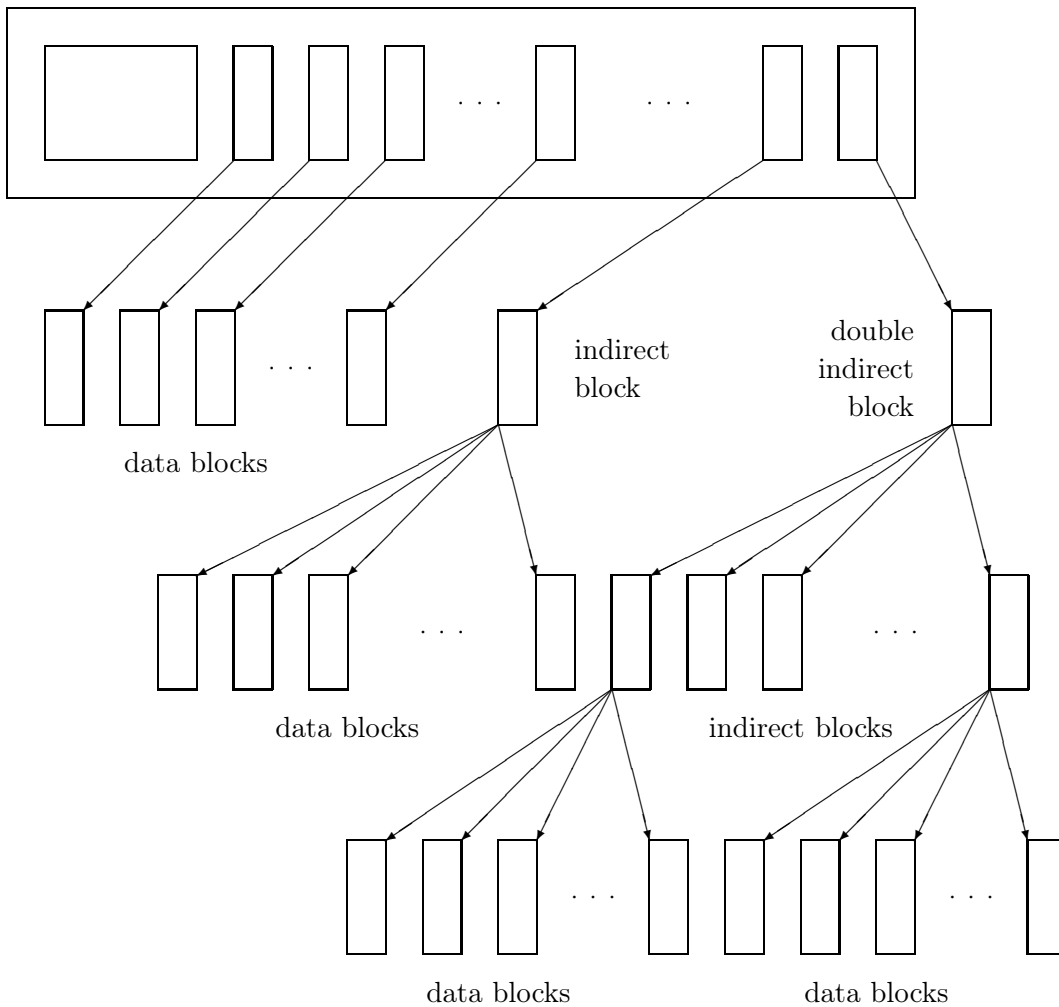 . . .
. . .
. . .
indirect
block
double
indirect
block
data blocks
. . .
. . .
data blocks
indirect blocks
. . .
. . .
data blocks
data blocks